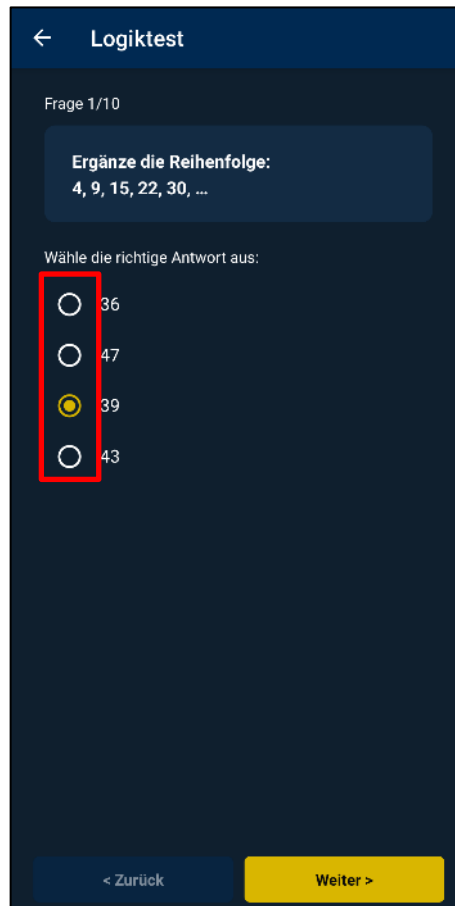 Logiktest
Frage 1/10
Ergänze die Reihenfolge:
4, 9, 15, 22, 30, ...
Wähle die richtige Antwort aus:
36
47
39
43
< Zurück
Weiter >